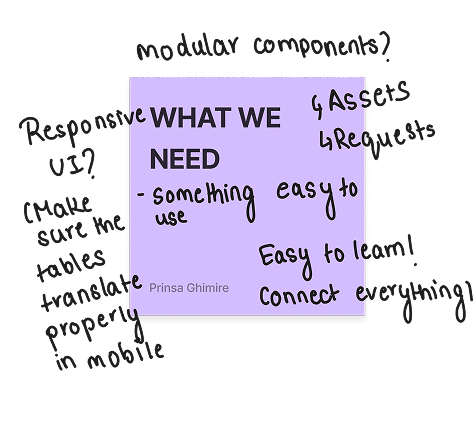 modular components?
Responsive
UI?
(Make
sure the
tables
translate
properly
in mobile
WHAT WE
NEED
↳ Assets
↳ Requests
- something easy to
use
Easy to learn!
Connect everything!
Prinsa Ghimire